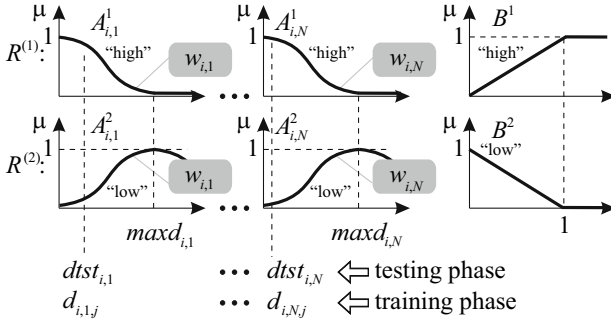 μ A¹ᵢ,₁ μ A¹ᵢ,N μ B¹
R⁽¹⁾: 1 “high” wᵢ,₁ 1 “high” wᵢ,N 1 “high”
•••
μ A²ᵢ,₁ μ A²ᵢ,N μ B²
R⁽²⁾: 1 “low” wᵢ,₁ 1 “low” wᵢ,N 1 “low”
maxdᵢ,₁ ••• maxdᵢ,N 1
dtstᵢ,₁ ••• dtstᵢ,N ⇦ testing phase
dᵢ,₁,ⱼ ••• dᵢ,N,ⱼ ⇦ training phase